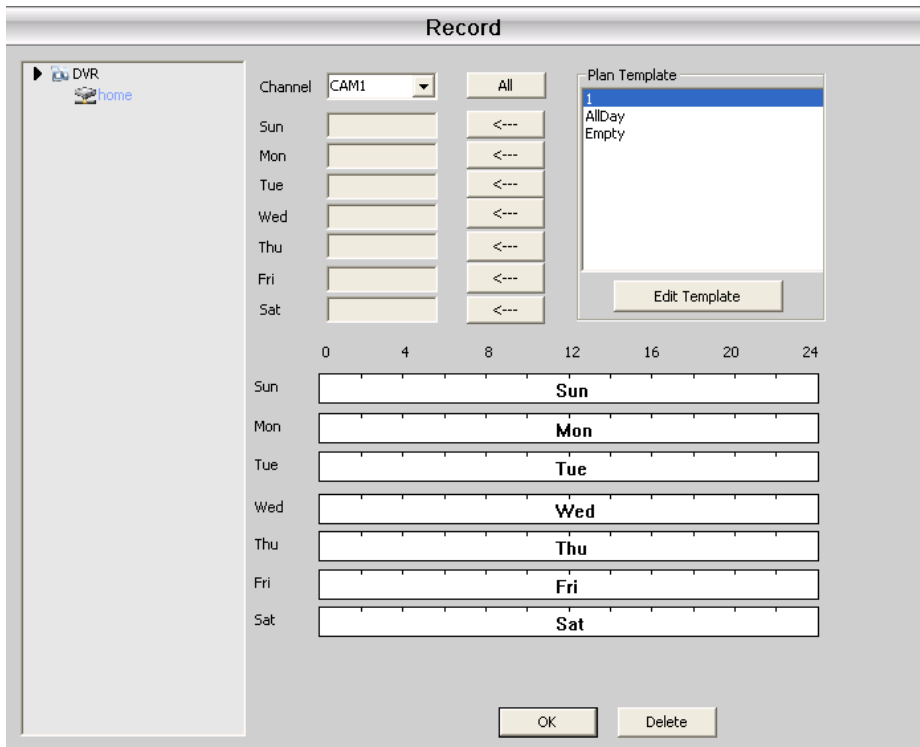 Record
DVR
home
Channel CAM1 All
Sun <---
Mon <---
Tue <---
Wed <---
Thu <---
Fri <---
Sat <---
Plan Template
1
AllDay
Empty
Edit Template
0 4 8 12 16 20 24
Sun Sun
Mon Mon
Tue Tue
Wed Wed
Thu Thu
Fri Fri
Sat Sat
OK Delete